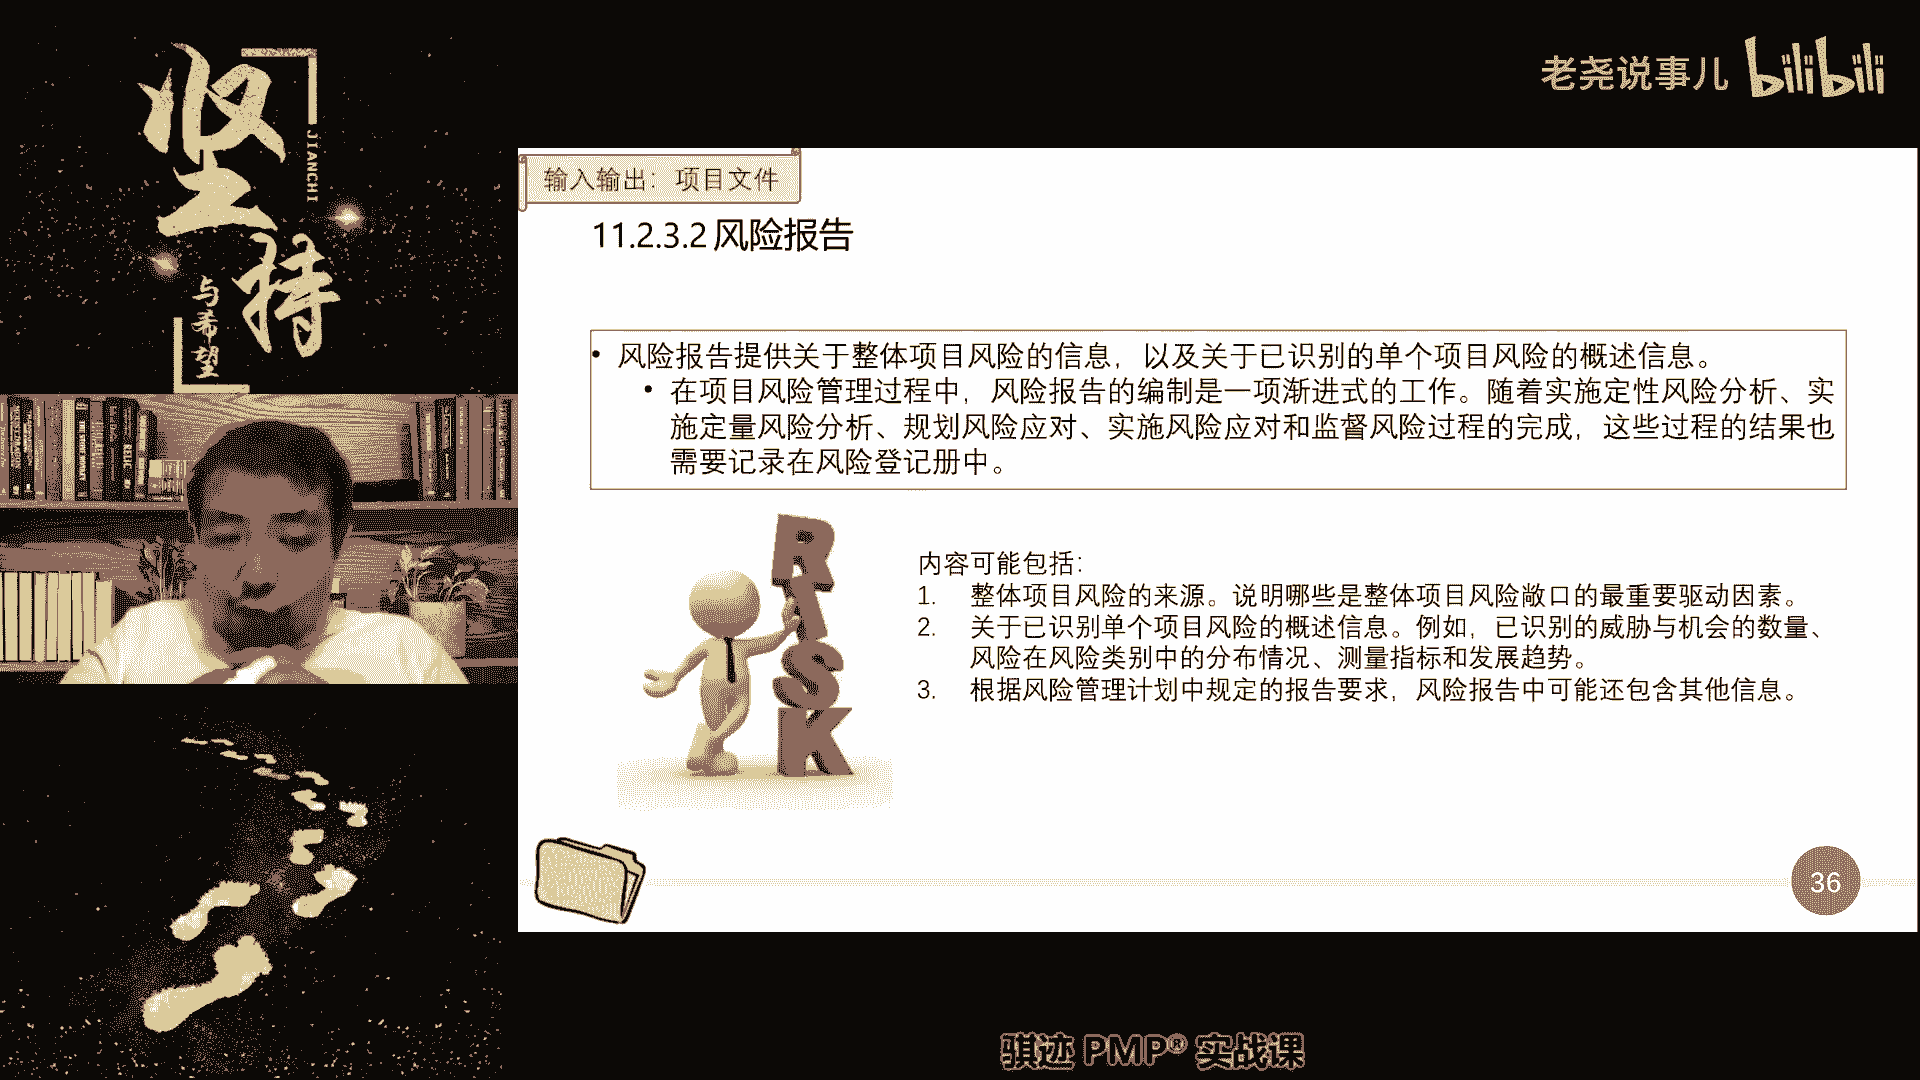 坚持
JIANCHI
与希望
老尧说事儿 bilibili
输入输出：项目文件
11.2.3.2 风险报告
• 风险报告提供关于整体项目风险的信息，以及关于已识别的单个项目风险的概述信息。
• 在项目风险管理过程中，风险报告的编制是一项渐进式的工作。随着实施定性风险分析、实
施定量风险分析、规划风险应对、实施风险应对和监督风险过程的完成，这些过程的结果也
需要记录在风险登记册中。
RISK
内容可能包括：
1. 整体项目风险的来源。说明哪些是整体项目风险敞口的最重要驱动因素。
2. 关于已识别单个项目风险的概述信息。例如，已识别的威胁与机会的数量、
风险在风险类别中的分布情况、测量指标和发展趋势。
3. 根据风险管理计划中规定的报告要求，风险报告中可能还包含其他信息。
36
骐迹 PMP® 实战课